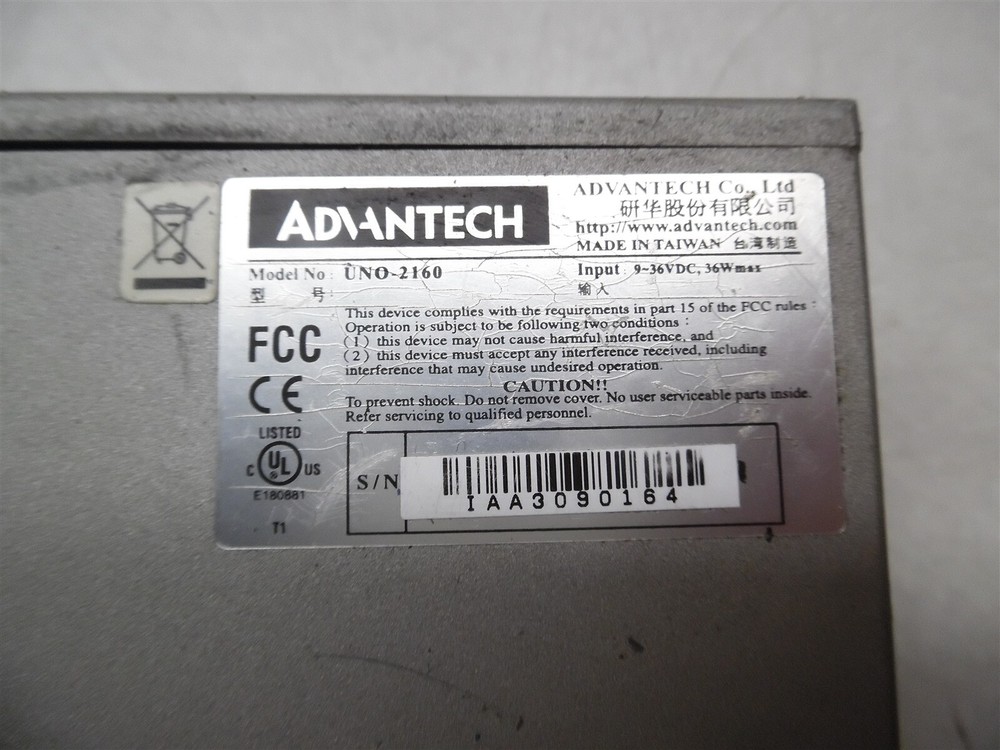 ADVANTECH
ADVANTECH Co., Ltd
研华股份有限公司
http://www.advantech.com
MADE IN TAIWAN 台湾制造
Model No : UNO-2160
型 号
Input : 9~36VDC, 36Wmax
输入
FCC
CE
This device complies with the requirements in part 15 of the FCC rules :
Operation is subject to be following two conditions :
(1) this device may not cause harmful interference, and
(2) this device must accept any interference received, including
interference that may cause undesired operation.
CAUTION!!
To prevent shock. Do not remove cover. No user serviceable parts inside.
Refer servicing to qualified personnel.
LISTED
C UL ® US
E180881
T1
S/N
IAA3090164